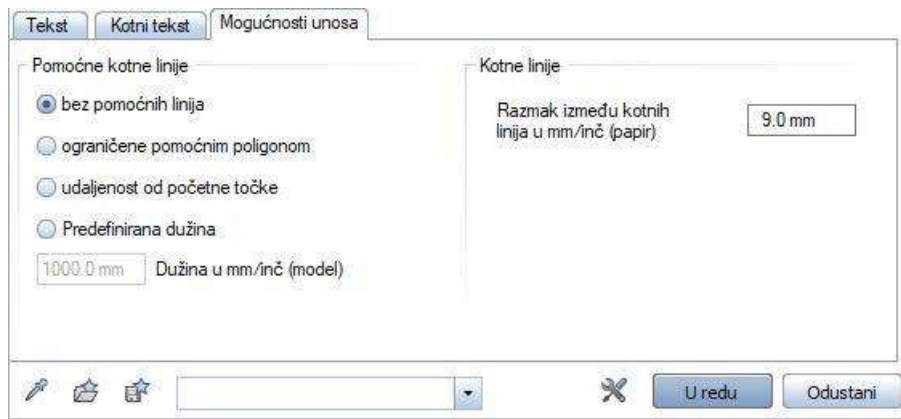 Tekst
Kotni tekst
Mogućnosti unosa
Pomoćne kotne linije
bez pomoćnih linija
ograničene pomoćnim poligonom
udaljenost od početne točke
Predefinirana dužina
1000.0 mm
Dužina u mm/inč (model)
Kotne linije
Razmak između kotnih
linija u mm/inč (papir)
9.0 mm
U redu
Odustani